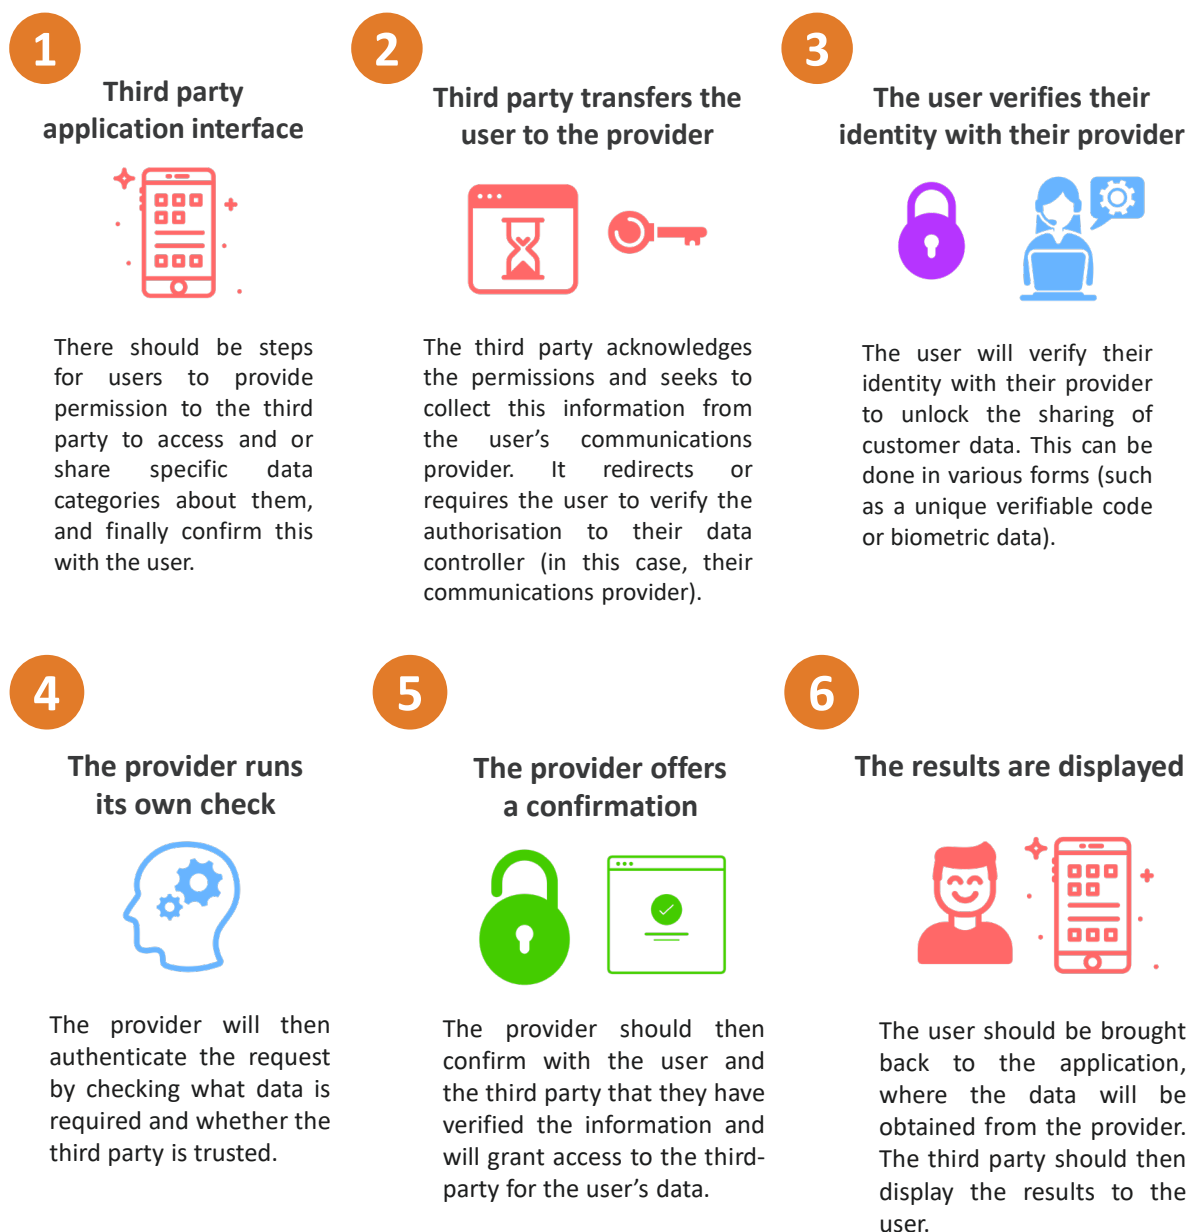 1
Third party
application interface
There should be steps
for users to provide
permission to the third
party to access and or
share specific data
categories about them,
and finally confirm this
with the user.
2
Third party transfers the
user to the provider
The third party acknowledges
the permissions and seeks to
collect this information from
the user’s communications
provider. It redirects or
requires the user to verify the
authorisation to their data
controller (in this case, their
communications provider).
3
The user verifies their
identity with their provider
The user will verify their
identity with their provider
to unlock the sharing of
customer data. This can be
done in various forms (such
as a unique verifiable code
or biometric data).
4
The provider runs
its own check
The provider will then
authenticate the request
by checking what data is
required and whether the
third party is trusted.
5
The provider offers
a confirmation
The provider should then
confirm with the user and
the third party that they have
verified the information and
will grant access to the third-
party for the user’s data.
6
The results are displayed
The user should be brought
back to the application,
where the data will be
obtained from the provider.
The third party should then
display the results to the
user.